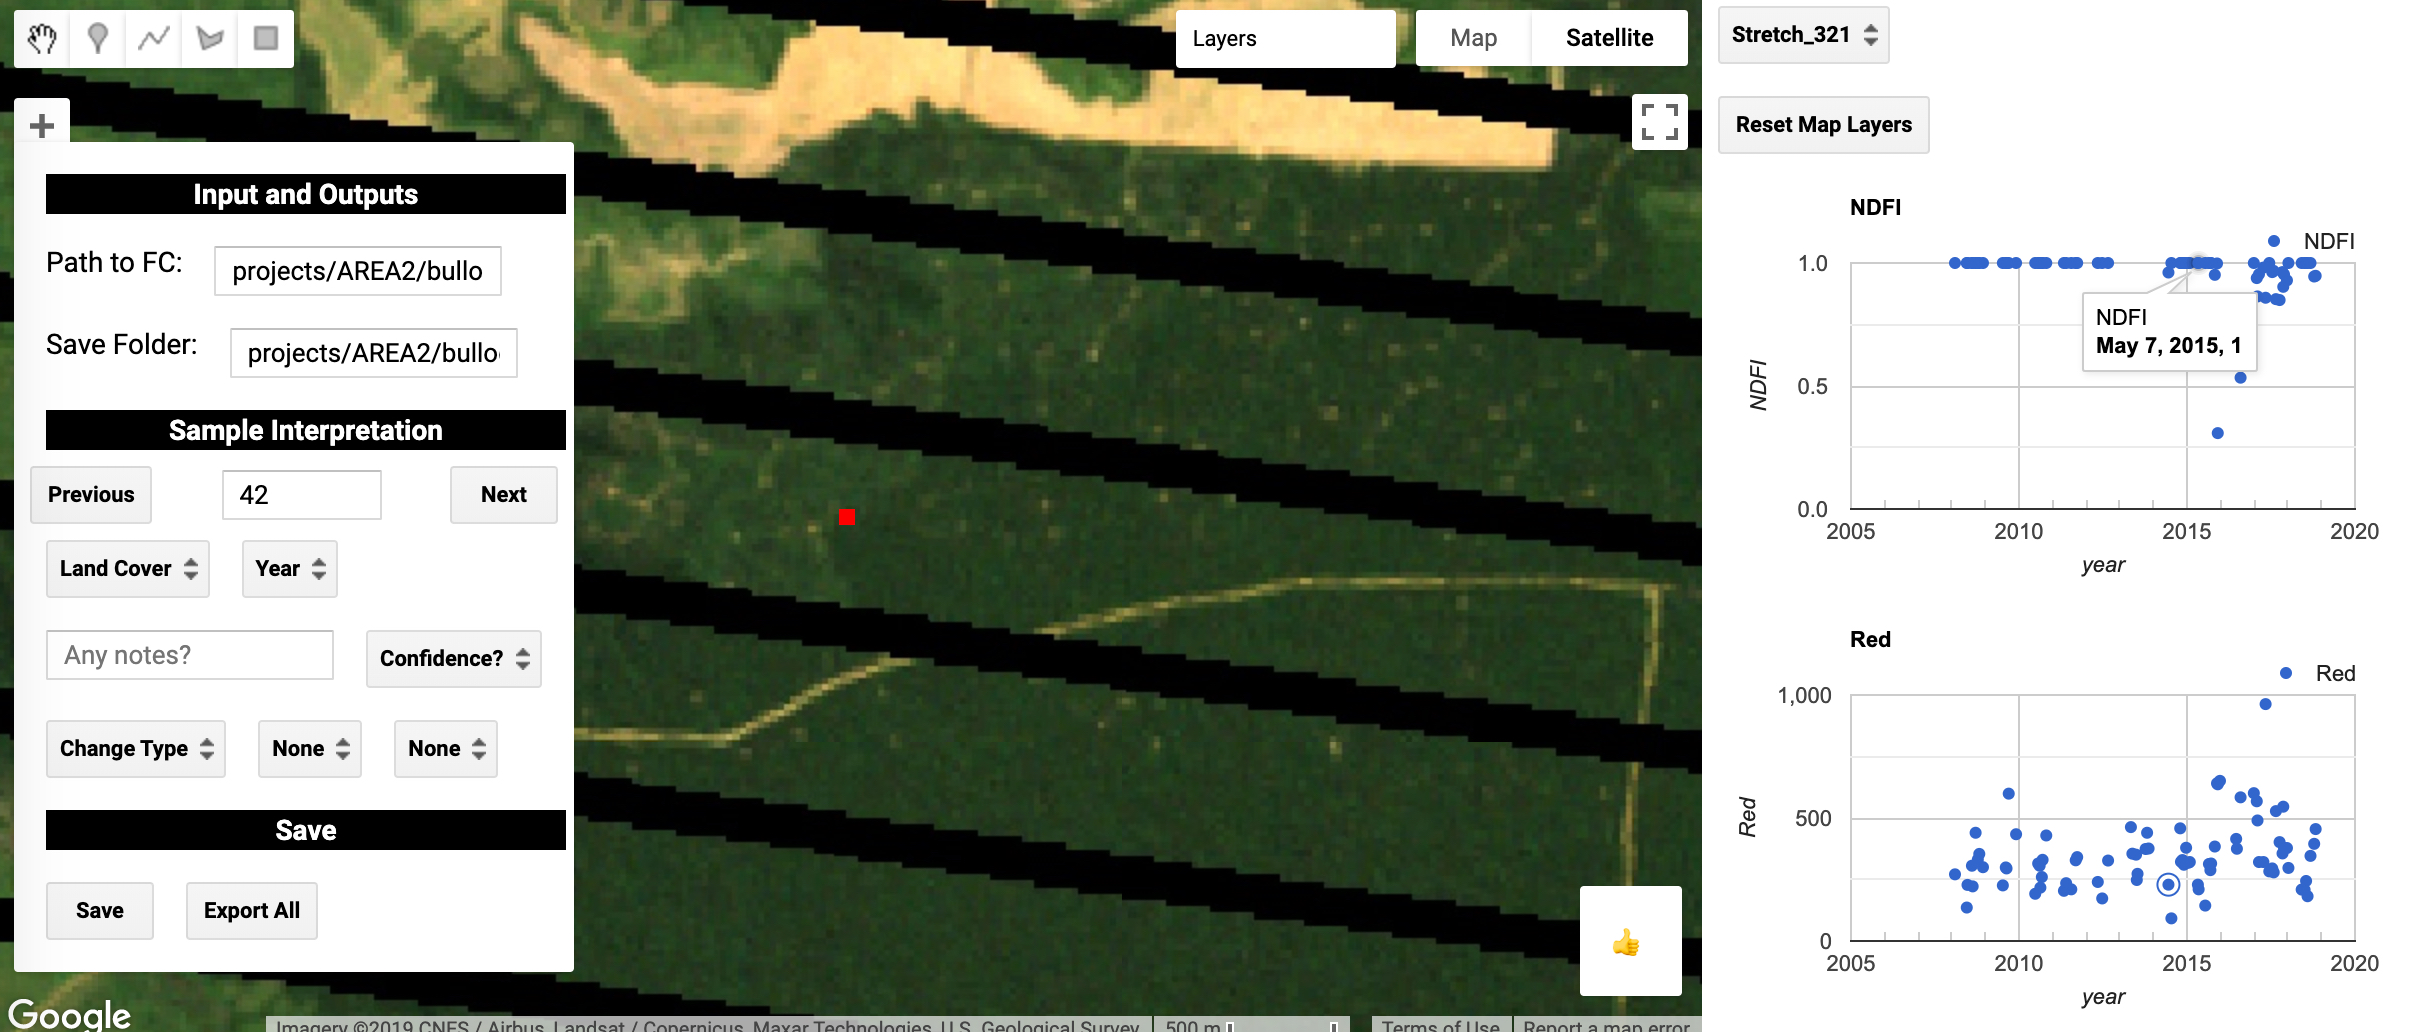 Layers
Map
Satellite
Input and Outputs
Path to FC:
projects/AREA2/bullo
Save Folder:
projects/AREA2/bullo
Sample Interpretation
Previous
42
Next
Land Cover
Year
Any notes?
Confidence?
Change Type
None
None
Save
Save
Export All
Google
Imagery ©2019 CNES / Airbus, Landsat / Copernicus, Maxar Technologies, U.S. Geological Survey
500 m
Terms of Use
Report a map error
Stretch_321
Reset Map Layers
NDFI
NDFI
1.0
NDFI
May 7, 2015, 1
0.5
NDFI
0.0
2005
2010
2015
2020
year
Red
Red
1,000
500
Red
0
2005
2010
2015
2020
year